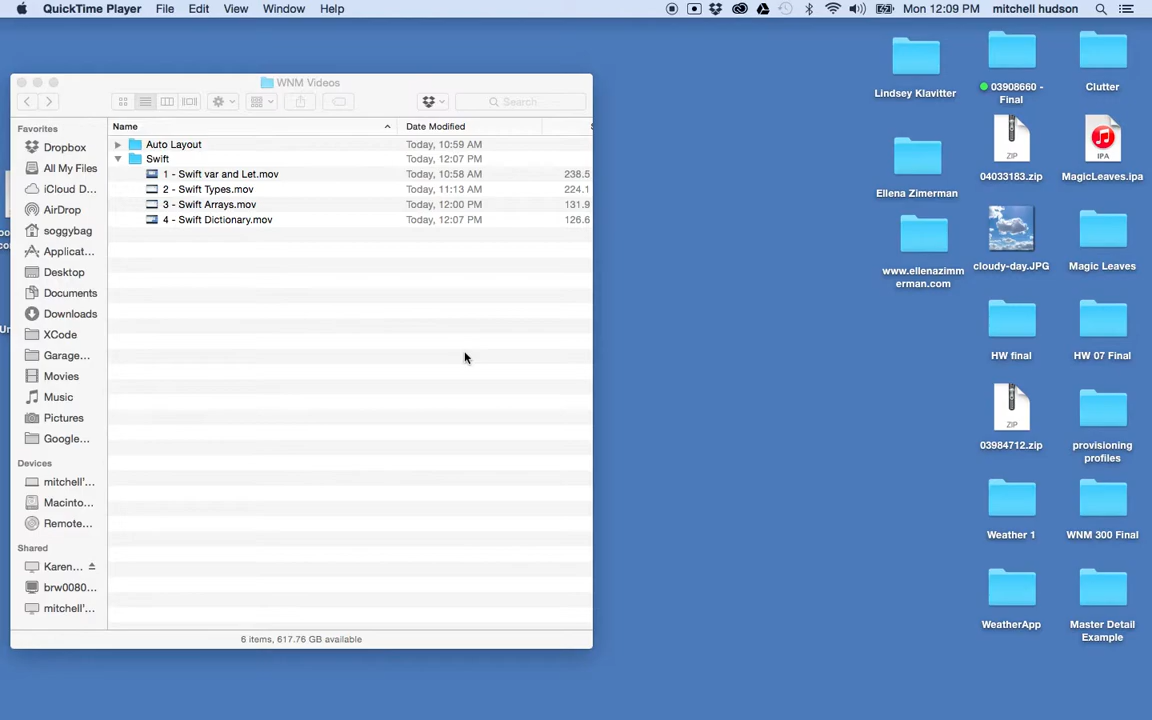 QuickTime Player File Edit View Window Help Mon 12:09 PM mitchell hudson
WNM Videos
Search
Favorites
Dropbox
All My Files
iCloud D...
AirDrop
soggybag
Applicat...
Desktop
Documents
Downloads
XCode
Garage...
Movies
Music
Pictures
Google...
Devices
mitchell'...
Macinto...
Remote...
Shared
Karen...
brw0080...
mitchell'...
Name Date Modified
Auto Layout Today, 10:59 AM
Swift Today, 12:07 PM
1 - Swift var and Let.mov Today, 10:58 AM 238.5
2 - Swift Types.mov Today, 11:13 AM 224.1
3 - Swift Arrays.mov Today, 12:00 PM 131.9
4 - Swift Dictionary.mov Today, 12:07 PM 126.6
6 items, 617.76 GB available
Lindsey Klavitter
03908660 -
Final
Clutter
Ellena Zimerman
ZIP
04033183.zip
IPA
MagicLeaves.ipa
www.ellenazimm
erman.com
cloudy-day.JPG
Magic Leaves
HW final
HW 07 Final
ZIP
03984712.zip
provisioning
profiles
Weather 1
WNM 300 Final
WeatherApp
Master Detail
Example